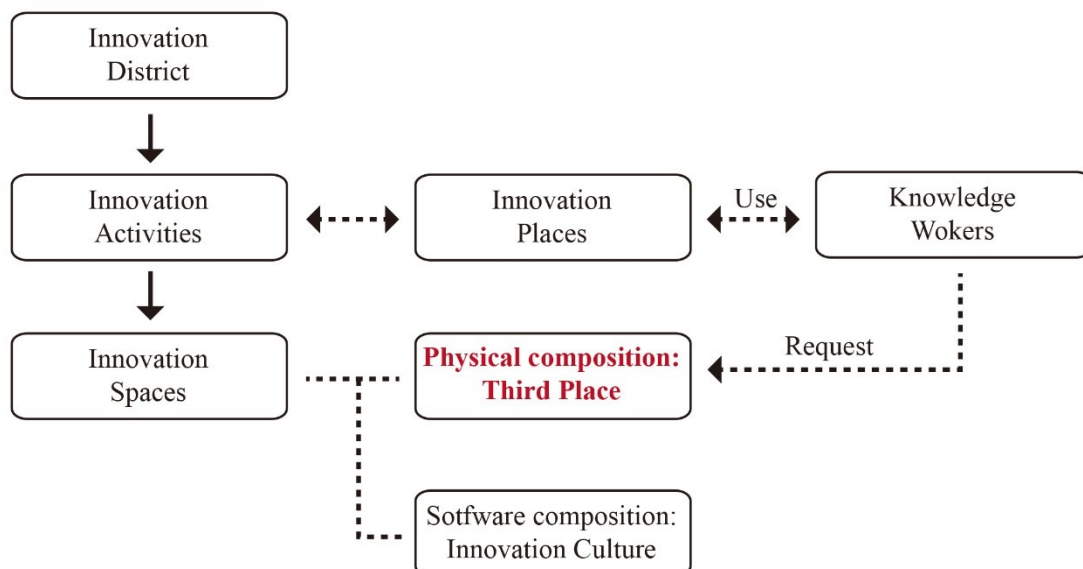 Innovation
District
Innovation
Activities
Innovation
Places
Use
Knowledge
Wokers
Innovation
Spaces
Physical composition:
Third Place
Request
Sotfware composition:
Innovation Culture